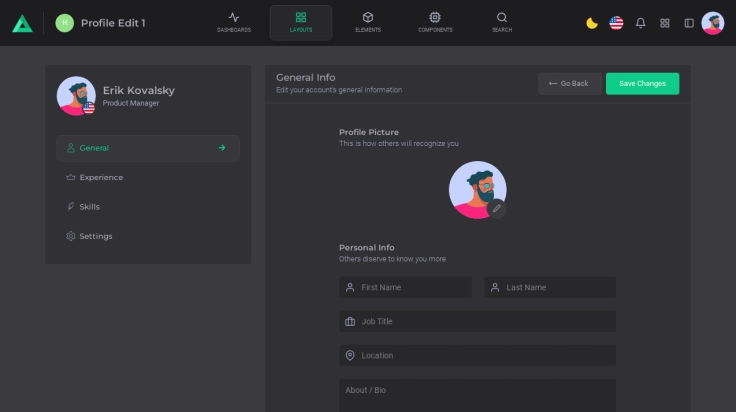 H
Profile Edit 1
DASHBOARDS
LAYOUTS
ELEMENTS
COMPONENTS
SEARCH
Erik Kovalsky
Product Manager
General
Experience
Skills
Settings
General Info
Edit your account's general information
Go Back
Save Changes
Profile Picture
This is how others will recognize you
Personal Info
Others diserve to know you more
First Name
Last Name
Job Title
Location
About / Bio